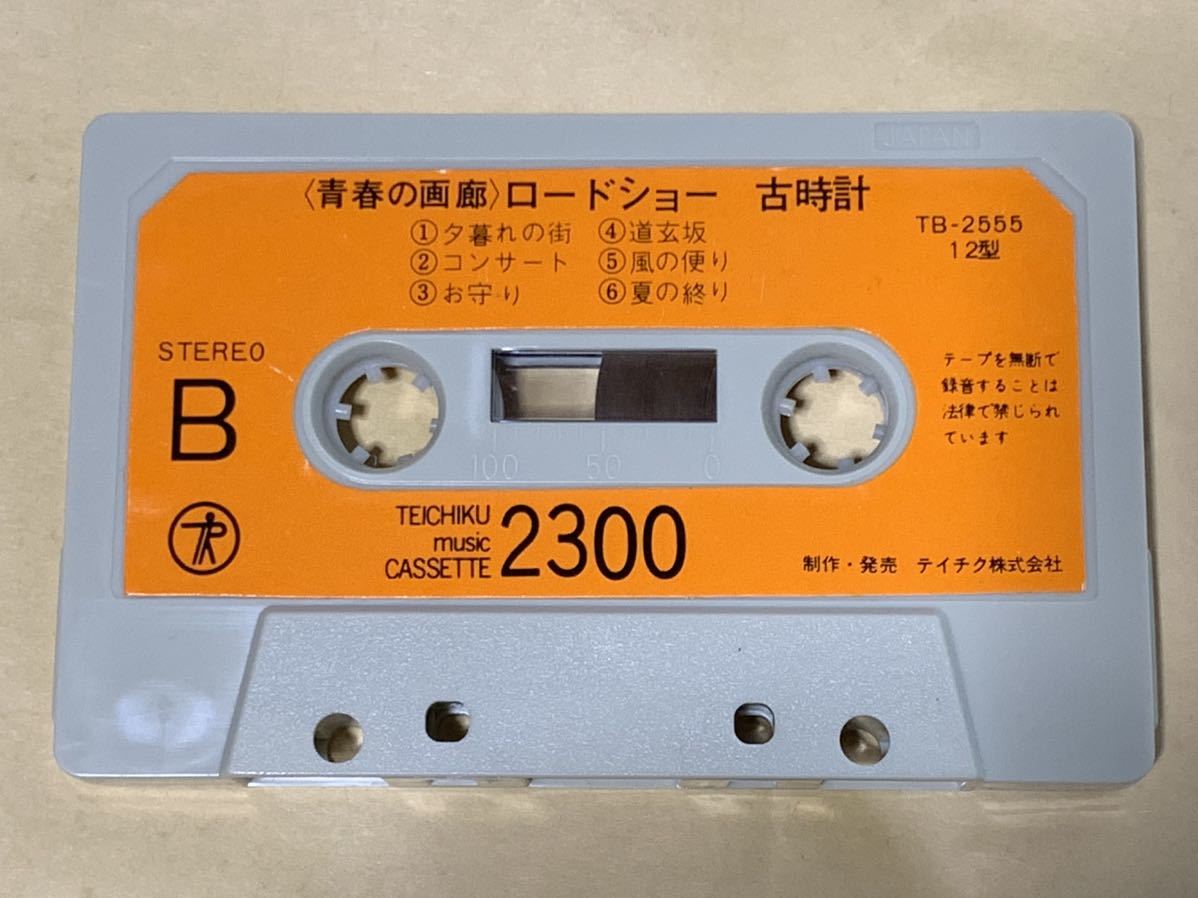 JAPAN
〈青春の画廊〉ロードショー 古時計
①夕暮れの街 ④道玄坂
②コンサート ⑤風の便り
③お守り ⑥夏の終り
TB-2555
12型
STEREO
B
テープを無断で
録音することは
法律で禁じられ
ています
100 50 0
TEICHIKU
music
CASSETTE
2300
制作・発売 テイチク株式会社